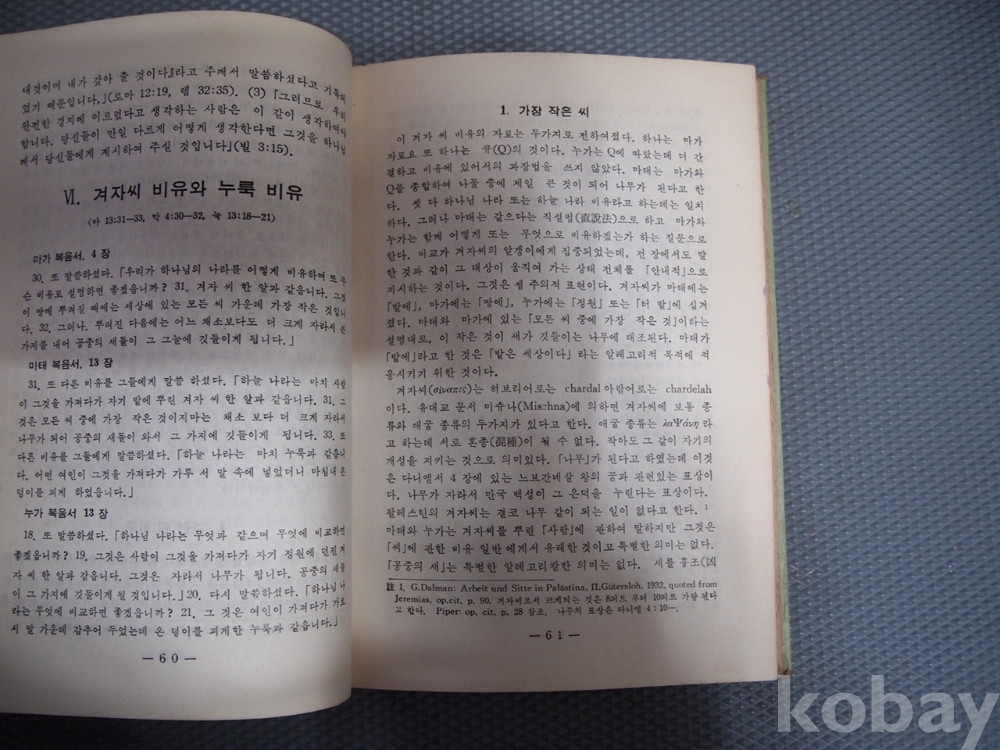 내것이며 내가 갚아 줄 것이다』라고 주께서 말씀하셨다고 기록되
었기 때문입니다.」(로마 12:19, 렘 32:35). (3) 「그러므로 우리
완전한 경지에 이르렀다고 생각하는 사람은 이 같이 생각하여야
합니다. 당신들이 만일 다르게 어떻게 생각한다면 그것을 하나님
께서 당신들에게 제시하여 주실 것입니다」(빌 3:15).
Ⅵ. 겨자씨 비유와 누룩 비유
(마 13:31—33, 막 4:30—32, 눅 13:18—21)
마가 복음서. 4 장
30. 또 말씀하셨다. 「우리가 하나님의 나라를 어떻게 비유하며 또 무
슨 비유로 설명하면 좋겠읍니까? 31. 겨자 씨 한 알과 같읍니다. 그것
이 땅에 뿌려질 때에는 세상에 있는 모든 씨 가운데 가장 작은 것입니
다. 32. 그러나. 뿌려진 다음에는 어느 채소보다도 더 크게 자라서 큰
가지를 내어 공중의 새들이 그 그늘에 깃들이게 됩니다.」
마태 복음서. 13 장
31. 또 다른 비유를 그들에게 말씀 하셨다. 「하늘 나라는 마치 사람
이 그것을 가져다가 자기 밭에 뿌린 겨자 씨 한 알과 같읍니다. 31. 그
것은 모든 씨 중에 가장 작은 것이지마는 채소 보다 더 크게 자라서
나무가 되어 공중의 새들이 와서 그 가지에 깃들이게 됩니다. 33. 또
다른 비유를 그들에게 말씀하셨다. 「하늘 나라는 마치 누룩과 같읍니
다. 어떤 여인이 그것을 가져다가 가루 서 말 속에 넣었더니 마침내 온
덩이를 피게 하였읍니다.」
누가 복음서 13 장
18. 또 말씀하셨다. 「하나님 나라는 무엇과 같으며 무엇에 비교하면
좋겠읍니까? 19. 그것은 사람이 그것을 가져다가 자기 정원에 던진 겨
자 씨 한 알과 같읍니다. 그것은 자라서 나무가 됩니다. 공중의 새들이
그 가지에 깃들이게 될 것입니다.」 20. 다시 말씀하셨다. 「하나님 나
라는 무엇에 비교하면 좋겠읍니까? 21. 그 것은 여인이 가져다가 가루
서 말 가운데 감추어 두었는데 온 덩이를 피게한 누룩과 같읍니다.」
— 6 0 —
1. 가장 작은 씨
이 겨자 씨 비유의 자료는 두가지로 전하여졌다. 하나는 마가
자료요 또 하나는 큐(Q)의 것이다. 누가는 Q에 따랐는데 더 간
결하고 비유에 있어서의 과장법을 쓰지 않았다. 마태는 마가와
Q를 종합하여 나물 중에 제일 큰 것이 되어 나무가 된다고 한
다. 셋 다 하나님 나라 또는 하늘 나라 비유라고 하는데는 일치
하다. 그러나 마태는 같으다는 직설법(直說法)으로 하고 마가와
누가는 함께 어떻게 또는 무엇으로 비유하겠는가 하는 질문으로
한다. 비교가 겨자씨의 알갱이에게 집중되었는데, 전 장에서도 말
한 것과 같이 그 대상이 움직여 가는 상태 전체를 「안내격」으로
지시하는 것이다. 그것은 셈 주의적 표현이다. 겨자씨가 마태에는
「밭에」, 마가에는 「땅에」, 누가에는 「정원」 또는 「터 밭」에 심겨
졌다. 마태와 마가에 있는 「모든 씨 중에 가장 작은 것」이라는
설명대로, 이 작은 것이 새가 깃들이는 나무에 대조된다. 마태가
「밭에」라고 한 것은 「밭은 세상이다」 라는 알레고리적 목적에 적
응시키기 위한 것이다.
겨자씨(σίναπις)는 히브리어로는 chardal 아람어로는 chardelah
이다. 유대교 문서 미슈나(Mischna)에 의하면 겨자씨에 보통 종
류와 애굽 종류의 두가지가 있다고 한다. 애굽 종류는 λαΨάνη 라
고 하는데 서로 혼종(混種)이 될 수 없다. 작아도 그 같이 자기의
개성을 지키는 것으로 의미있다. 「나무」가 된다고 하였는데 이것
은 다니엘서 4 장에 있는 느브갓네살 왕의 꿈과 관련있는 표상이
다. 나무가 자라서 만국 백성이 그 은덕을 누린다는 표상이다.
팔레스틴의 겨자씨는 결코 나무 같이 되는 일이 없다고 한다. ¹
마태와 누가는 겨자씨를 뿌린 「사람」에 관하여 말하지만 그것은
「씨」에 관한 비유 일반 에게서 유래한 것이고 특별한 의미는 없다.
「공중의 새」는 특별한 알레고리칼한 의미는 없다. 새를 흉조(凶
註 1. G.Dalman: Arbeit und Sitte in Palästina, II.Gütersloh. 1932, quoted from
Jeremias, op.cit. p. 90. 겨자씨로서 크게되는 것은 8피트 부터 10피트 가량 된다
고 한다. Piper: op. cit. p. 28 참조. 나무의 표상은 다니엘 4 : 10—.
— 6 1 —
kobay